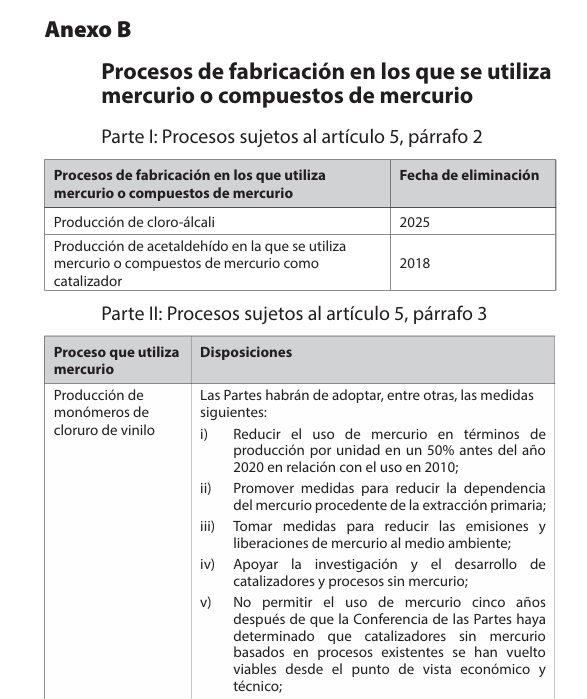 Anexo B
Procesos de fabricación en los que se utiliza
mercurio o compuestos de mercurio
Parte I: Procesos sujetos al artículo 5, párrafo 2
Procesos de fabricación en los que utiliza
mercurio o compuestos de mercurio
Fecha de eliminación
Producción de cloro-álcali
2025
Producción de acetaldehído en la que se utiliza
mercurio o compuestos de mercurio como
catalizador
2018
Parte II: Procesos sujetos al artículo 5, párrafo 3
Proceso que utiliza
mercurio
Disposiciones
Producción de
monómeros de
cloruro de vinilo
Las Partes habrán de adoptar, entre otras, las medidas
siguientes:
i) Reducir el uso de mercurio en términos de
producción por unidad en un 50% antes del año
2020 en relación con el uso en 2010;
ii) Promover medidas para reducir la dependencia
del mercurio procedente de la extracción primaria;
iii) Tomar medidas para reducir las emisiones y
liberaciones de mercurio al medio ambiente;
iv) Apoyar la investigación y el desarrollo de
catalizadores y procesos sin mercurio;
v) No permitir el uso de mercurio cinco años
después de que la Conferencia de las Partes haya
determinado que catalizadores sin mercurio
basados en procesos existentes se han vuelto
viables desde el punto de vista económico y
técnico;